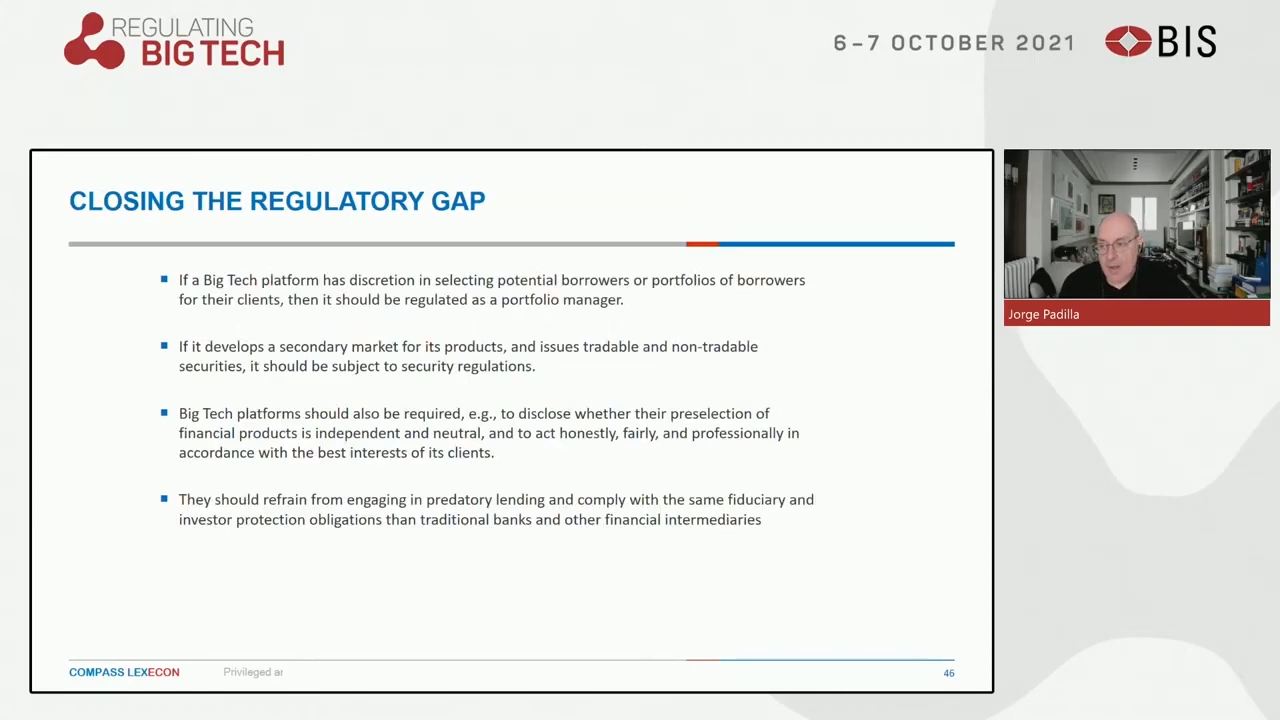 REGULATING
BIG TECH
6–7 OCTOBER 2021
BIS
CLOSING THE REGULATORY GAP
If a Big Tech platform has discretion in selecting potential borrowers or portfolios of borrowers
for their clients, then it should be regulated as a portfolio manager.
If it develops a secondary market for its products, and issues tradable and non-tradable
securities, it should be subject to security regulations.
Big Tech platforms should also be required, e.g., to disclose whether their preselection of
financial products is independent and neutral, and to act honestly, fairly, and professionally in
accordance with the best interests of its clients.
They should refrain from engaging in predatory lending and comply with the same fiduciary and
investor protection obligations than traditional banks and other financial intermediaries
COMPASS LEXECON
Privileged
46
Jorge Padilla